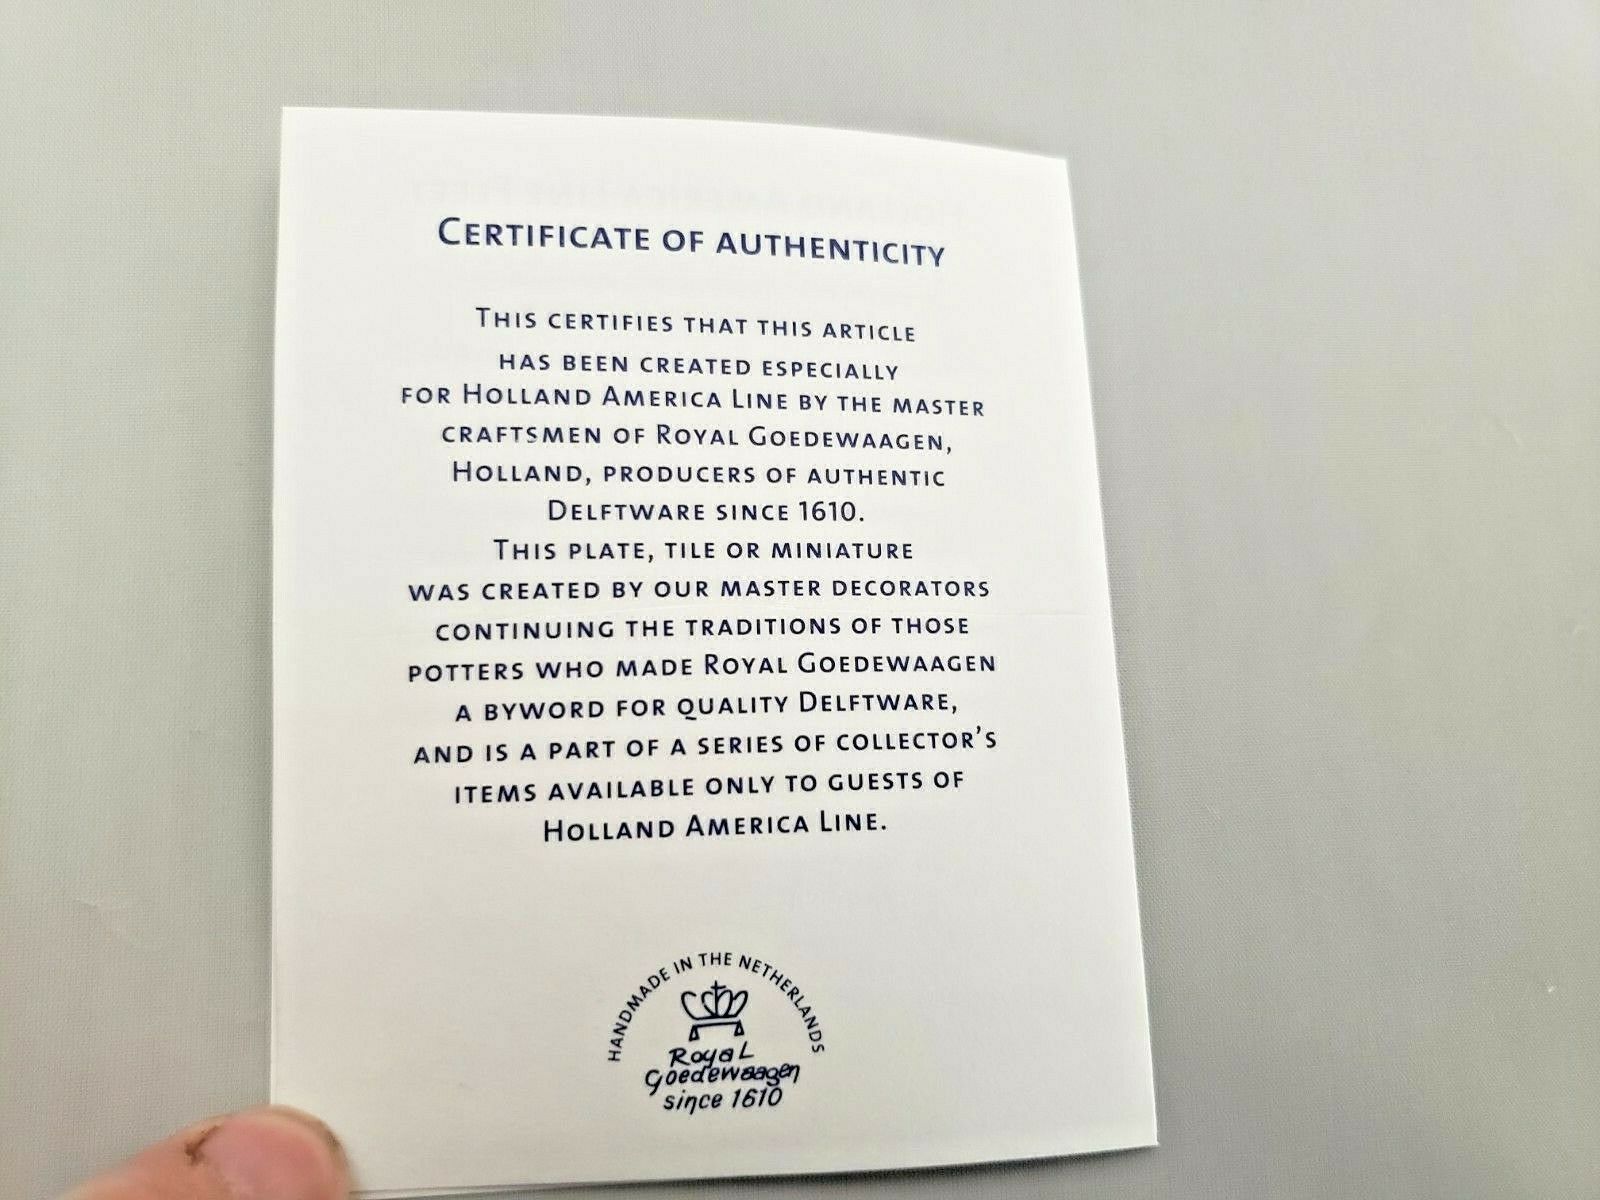 CERTIFICATE OF AUTHENTICITY
THIS CERTIFIES THAT THIS ARTICLE
HAS BEEN CREATED ESPECIALLY
FOR HOLLAND AMERICA LINE BY THE MASTER
CRAFTSMEN OF ROYAL GOEDEWAAGEN,
HOLLAND, PRODUCERS OF AUTHENTIC
DELFTWARE SINCE 1610.
THIS PLATE, TILE OR MINIATURE
WAS CREATED BY OUR MASTER DECORATORS
CONTINUING THE TRADITIONS OF THOSE
POTTERS WHO MADE ROYAL GOEDEWAAGEN
A BYWORD FOR QUALITY DELFTWARE,
AND IS A PART OF A SERIES OF COLLECTOR'S
ITEMS AVAILABLE ONLY TO GUESTS OF
HOLLAND AMERICA LINE.
HANDMADE IN THE NETHERLANDS
Royal
Goedewaagen
since 1610